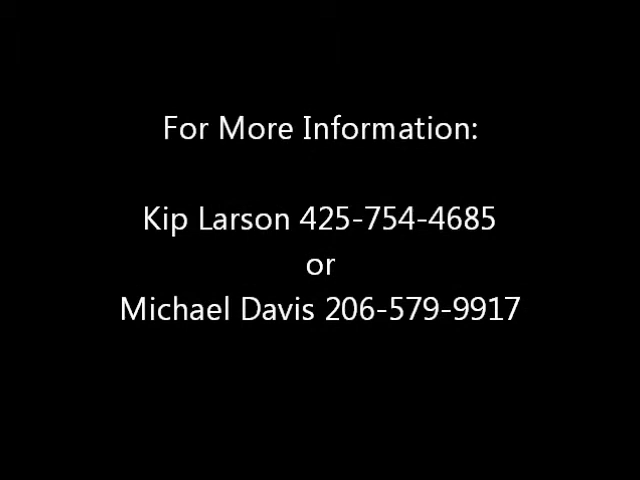 For More Information:
Kip Larson 425-754-4685
or
Michael Davis 206-579-9917